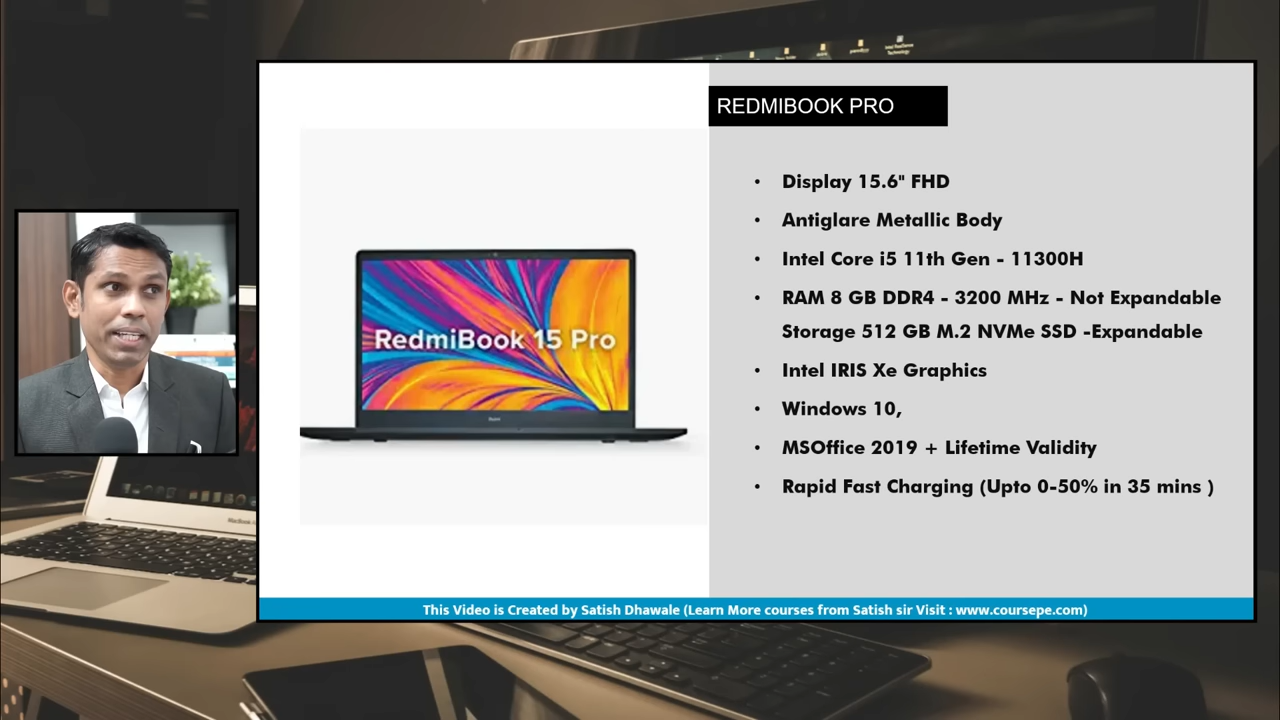 REDMIBOOK PRO
• Display 15.6" FHD
• Antiglare Metallic Body
• Intel Core i5 11th Gen - 11300H
• RAM 8 GB DDR4 - 3200 MHz - Not Expandable
Storage 512 GB M.2 NVMe SSD -Expandable
• Intel IRIS Xe Graphics
• Windows 10,
• MSOffice 2019 + Lifetime Validity
• Rapid Fast Charging (Upto 0-50% in 35 mins )
RedmiBook 15 Pro
This Video is Created by Satish Dhawale (Learn More courses from Satish sir Visit : www.coursepe.com)